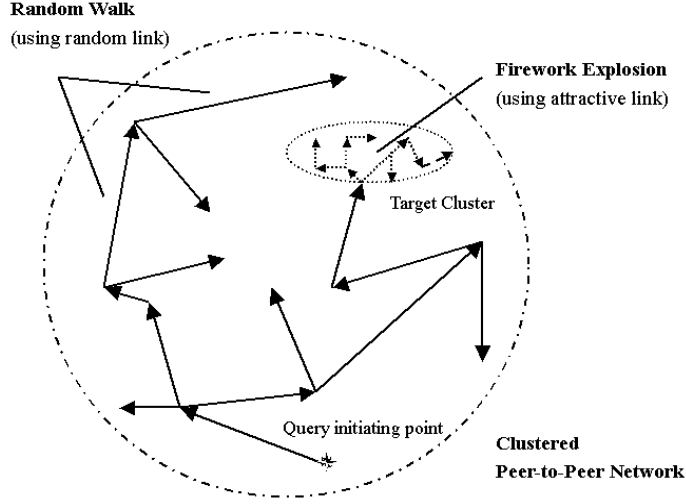 Random Walk
(using random link)
Firework Explosion
(using attractive link)
Target Cluster
Query initiating point
Clustered
Peer-to-Peer Network